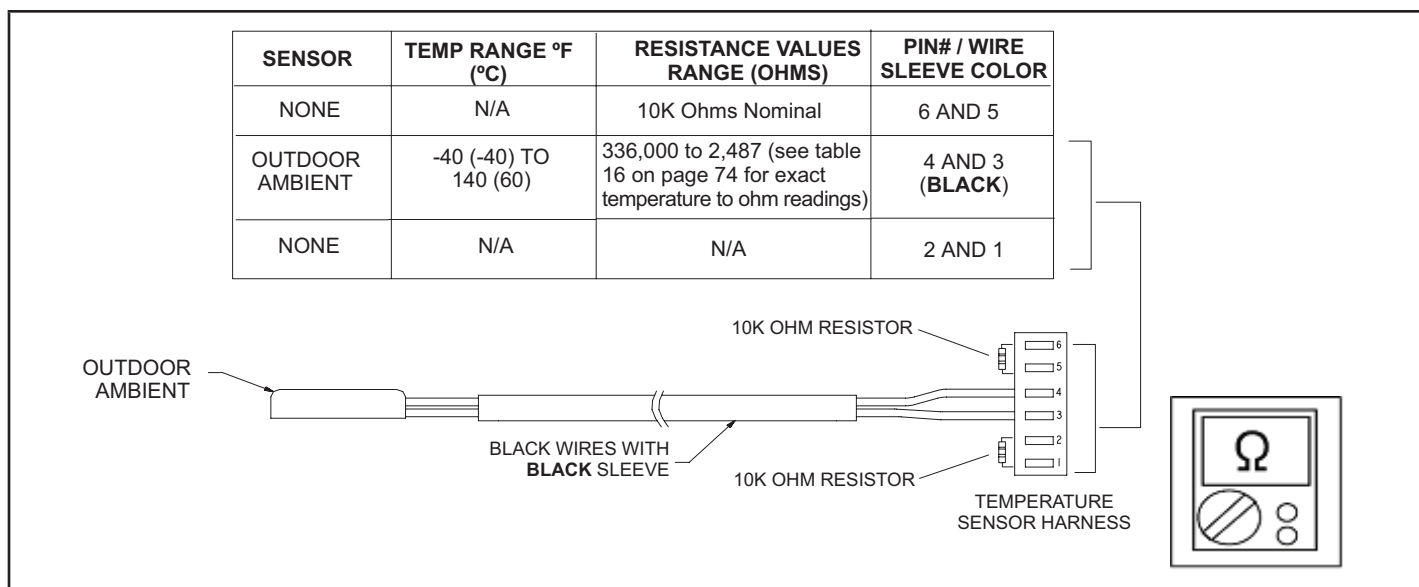 SENSOR
TEMP RANGE ºF
(ºC)
RESISTANCE VALUES
RANGE (OHMS)
PIN# / WIRE
SLEEVE COLOR
NONE
N/A
10K Ohms Nominal
6 AND 5
OUTDOOR
AMBIENT
-40 (-40) TO
140 (60)
336,000 to 2,487 (see table
16 on page 74 for exact
temperature to ohm readings)
4 AND 3
(BLACK)
NONE
N/A
N/A
2 AND 1
10K OHM RESISTOR
OUTDOOR
AMBIENT
6
5
4
3
2
1
BLACK WIRES WITH
BLACK SLEEVE
10K OHM RESISTOR
TEMPERATURE
SENSOR HARNESS
Ω